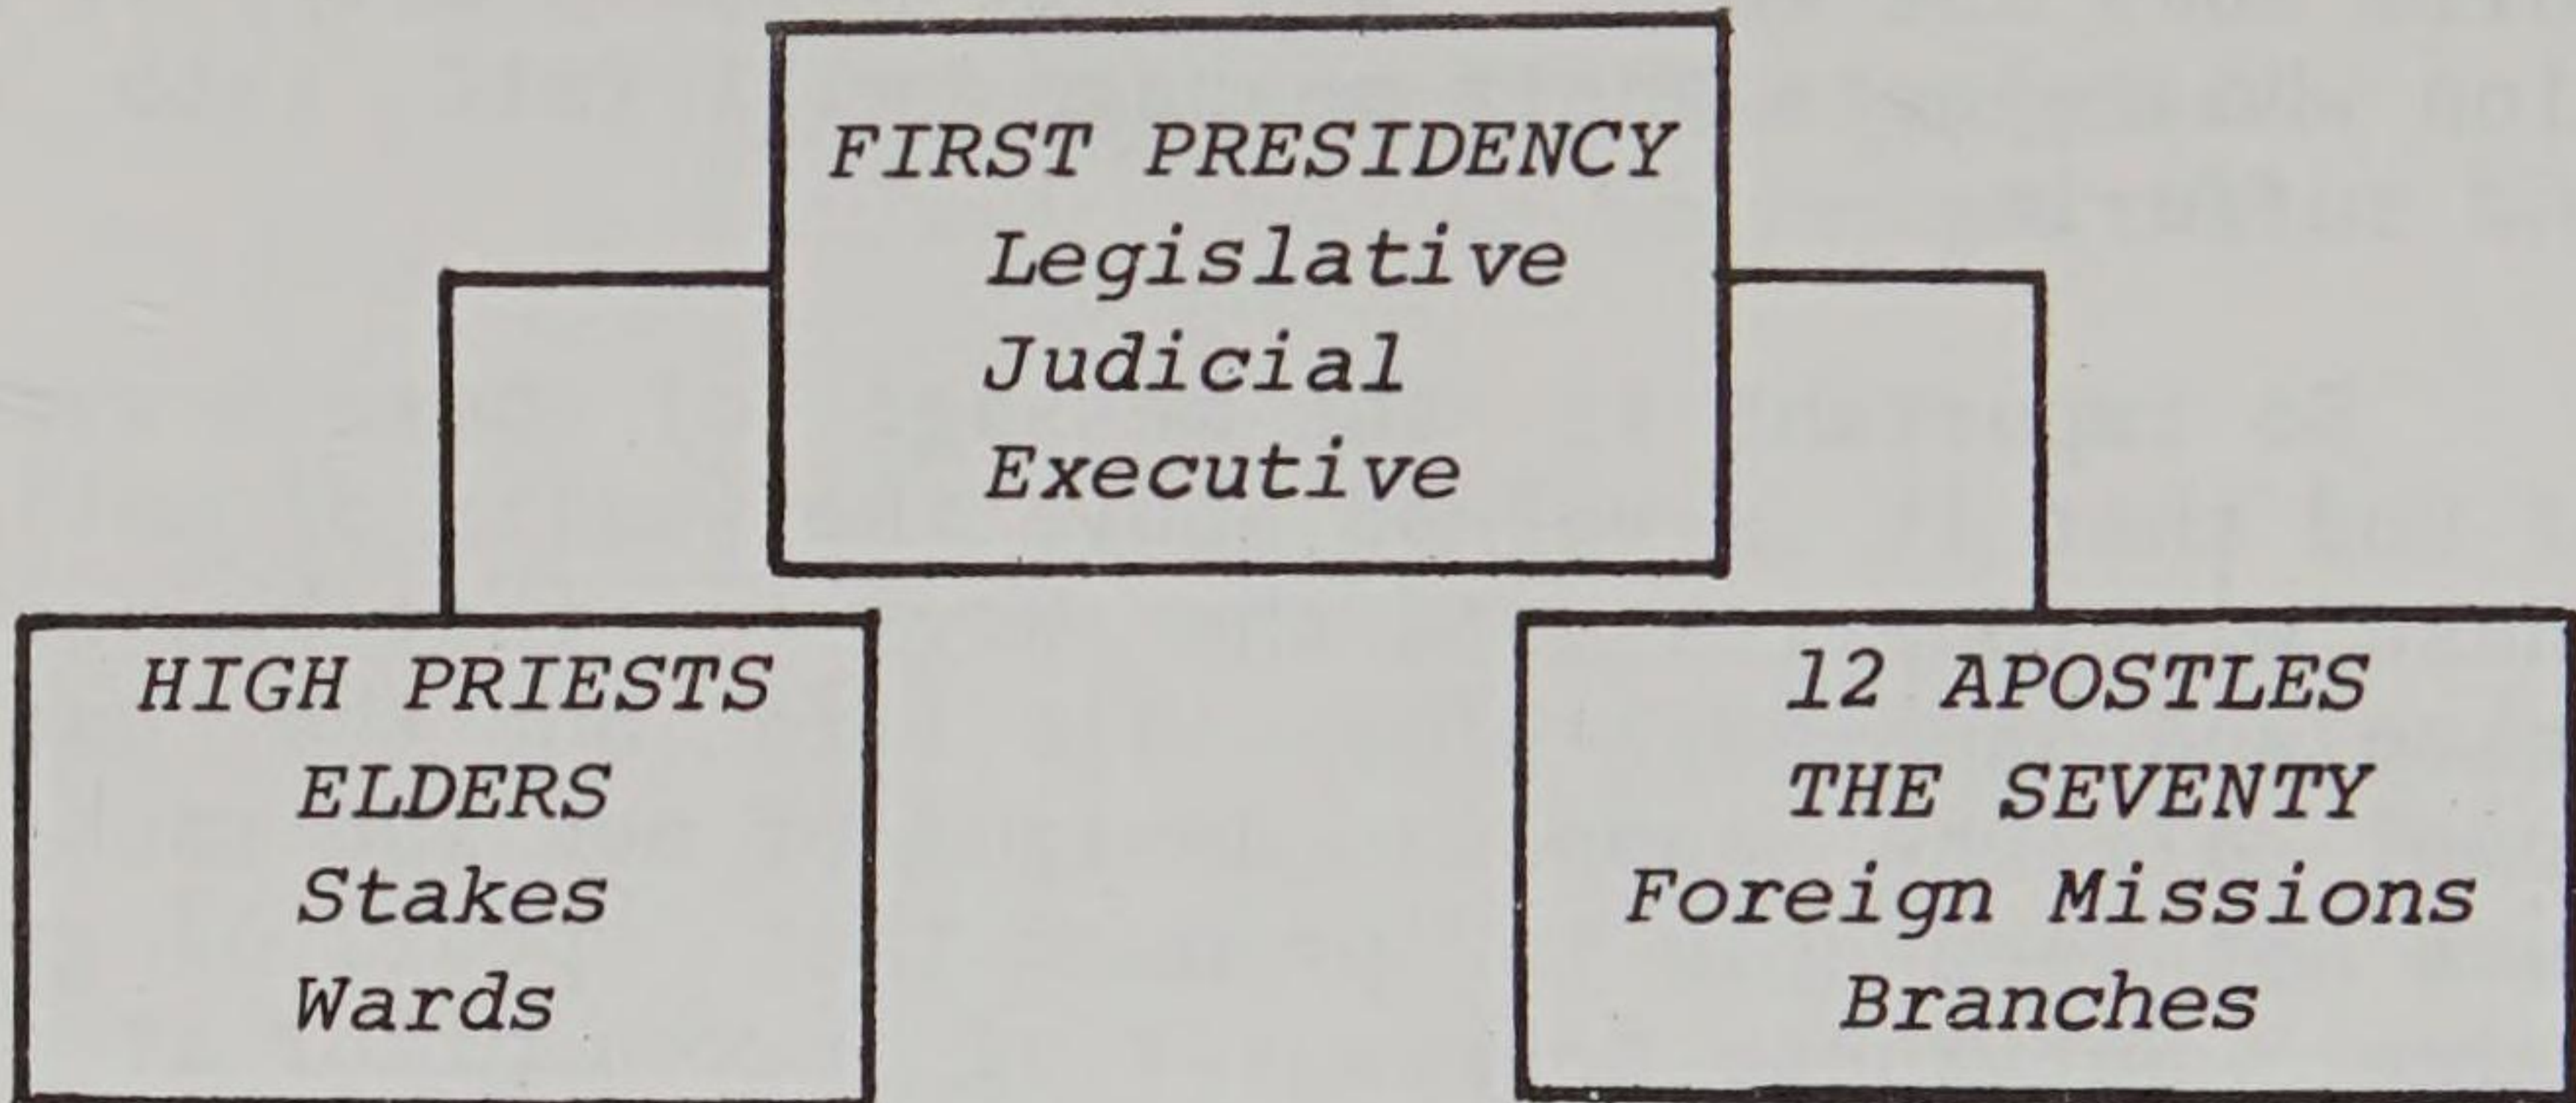 FIRST PRESIDENCY
Legislative
Judicial
Executive
HIGH PRIESTS
ELDERS
Stakes
Wards
12 APOSTLES
THE SEVENTY
Foreign Missions
Branches